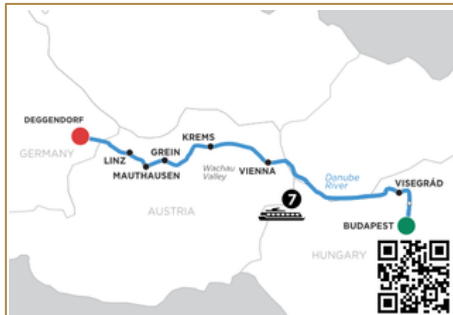 DEGGENDORF
GERMANY
LINZ
MAUTHAUSEN
GREIN
KREMS
Wachau
Valley
VIENNA
AUSTRIA
7
Danube
River
VISEGRÁD
BUDAPEST
HUNGARY